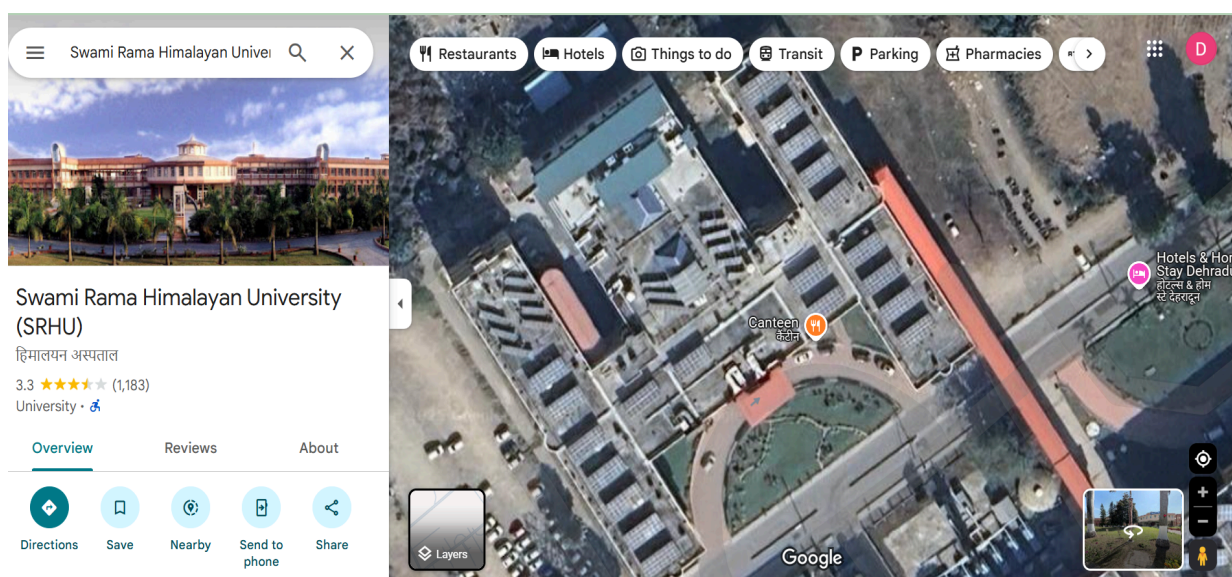 Swami Rama Himalayan Univer
Restaurants
Hotels
Things to do
Transit
Parking
Pharmacies
D
Swami Rama Himalayan University
(SRHU)
हिमालयन अस्पताल
3.3 (1,183)
University ·
Overview
Reviews
About
Directions
Save
Nearby
Send to
phone
Share
Canteen
कैंटीन
Hotels & Hom
Stay Dehradu
होटल्स & होम
स्टे देहरादून
Layers
Google